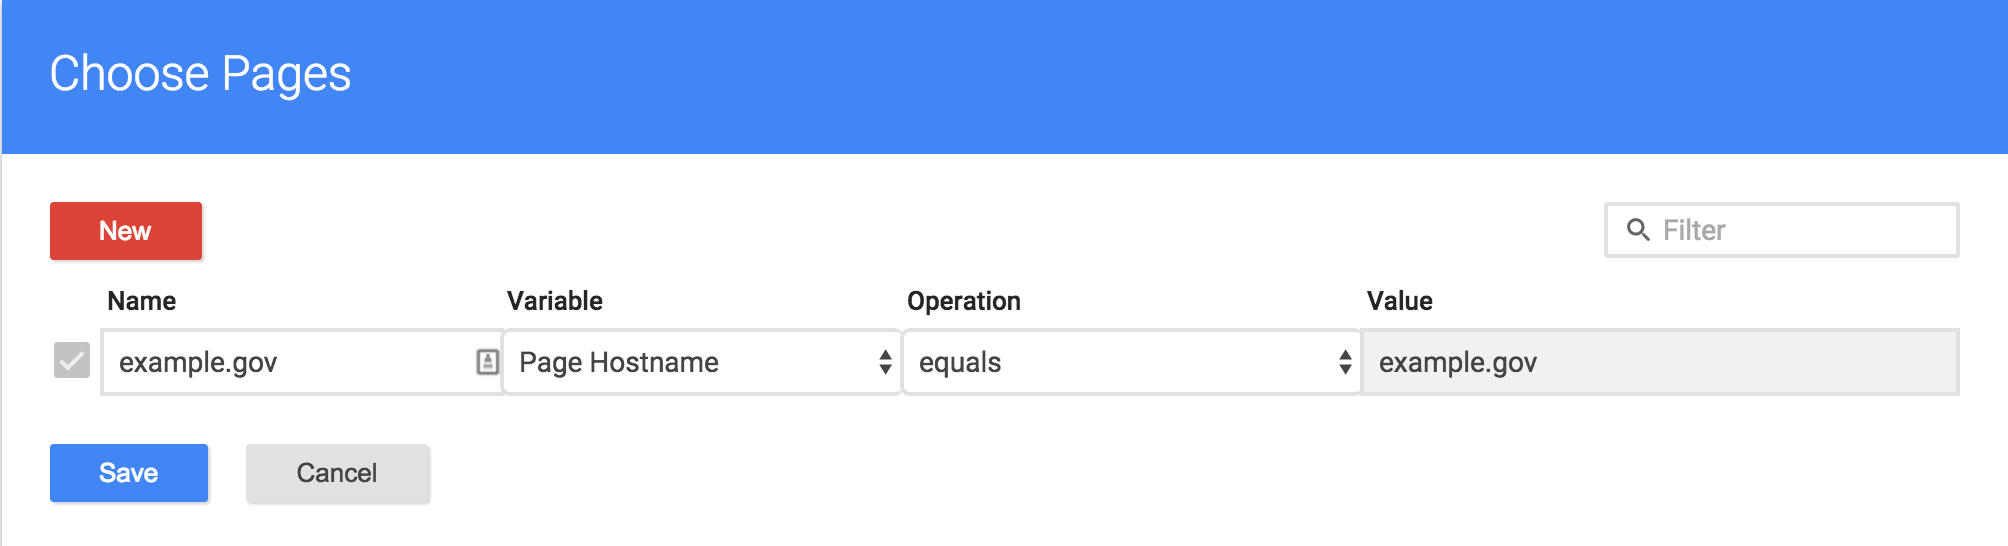 Choose Pages
New
Filter
Name Variable Operation Value
example.gov Page Hostname equals example.gov
Save Cancel